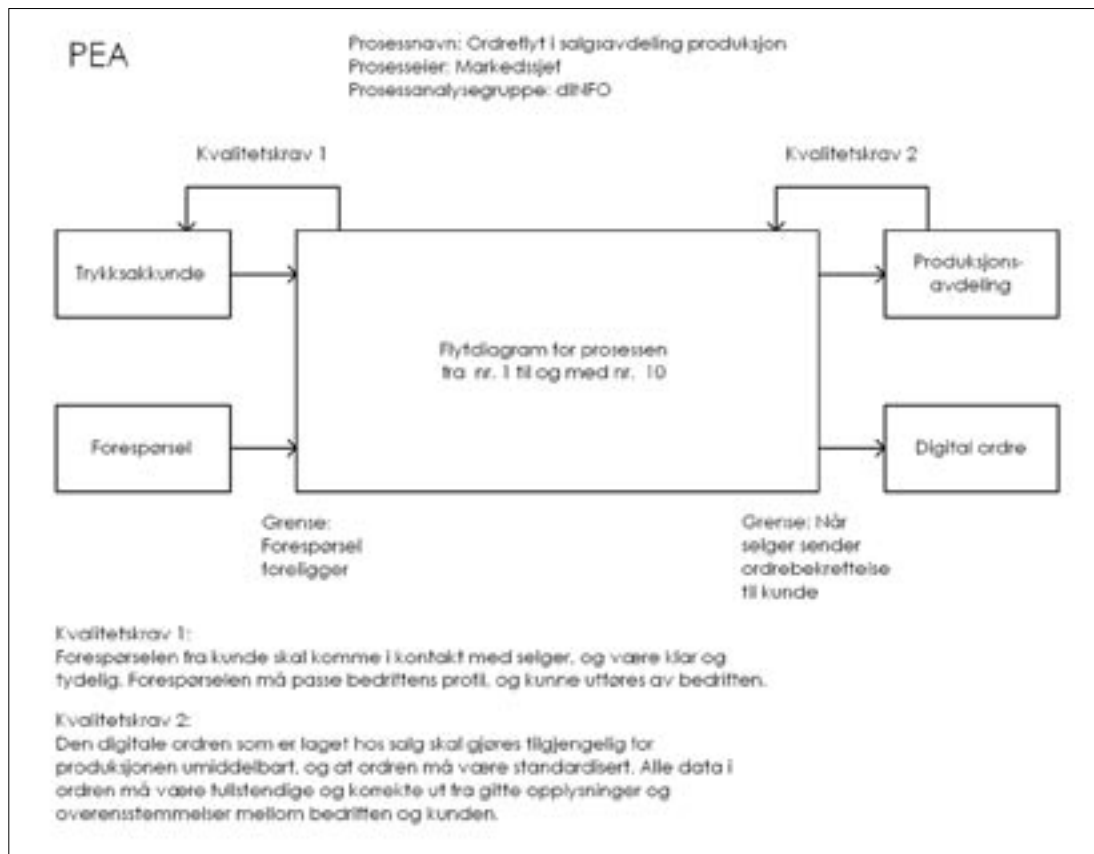 PEA
Prosessnavn: Ordreflyt i salgsavdeling produksjon
Prosesseier: Markedssjef
Prosessanalysegruppe: dINFO
Kvalitetskrav 1
Kvalitetskrav 2
Trykksakkunde
Produksjons-
avdeling
Flytdiagram for prosessen
fra nr. 1 til og med nr. 10
Forespørsel
Digital ordre
Grense:
Forespørsel
foreligger
Grense: Når
selger sender
ordrebekreftelse
til kunde
Kvalitetskrav 1:
Forespørselen fra kunde skal komme i kontakt med selger, og være klar og
tydelig. Forespørselen må passe bedriftens profil, og kunne utføres av bedriften.
Kvalitetskrav 2:
Den digitale ordren som er laget hos salg skal gjøres tilgjengelig for
produksjonen umiddelbart, og at ordren må være standardisert. Alle data i
ordren må være fullstendige og korrekte ut fra gitte opplysninger og
overensstemmelser mellom bedriften og kunden.